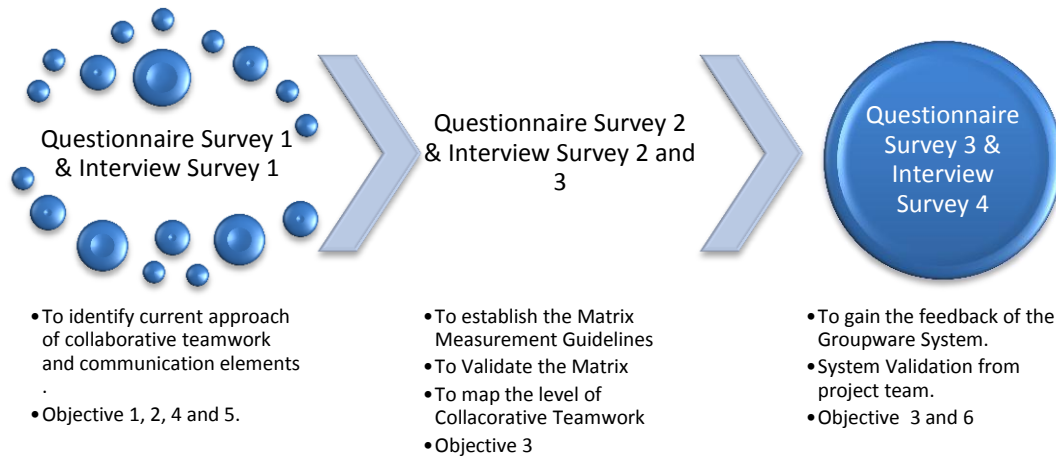 Questionnaire Survey 1
& Interview Survey 1
•To identify current approach
of collaborative teamwork
and communication elements
.
•Objective 1, 2, 4 and 5.
Questionnaire Survey 2
& Interview Survey 2 and
3
•To establish the Matrix
Measurement Guidelines
•To Validate the Matrix
•To map the level of
Collacorative Teamwork
•Objective 3
Questionnaire
Survey 3 &
Interview
Survey 4
•To gain the feedback of the
Groupware System.
•System Validation from
project team.
•Objective  3 and 6